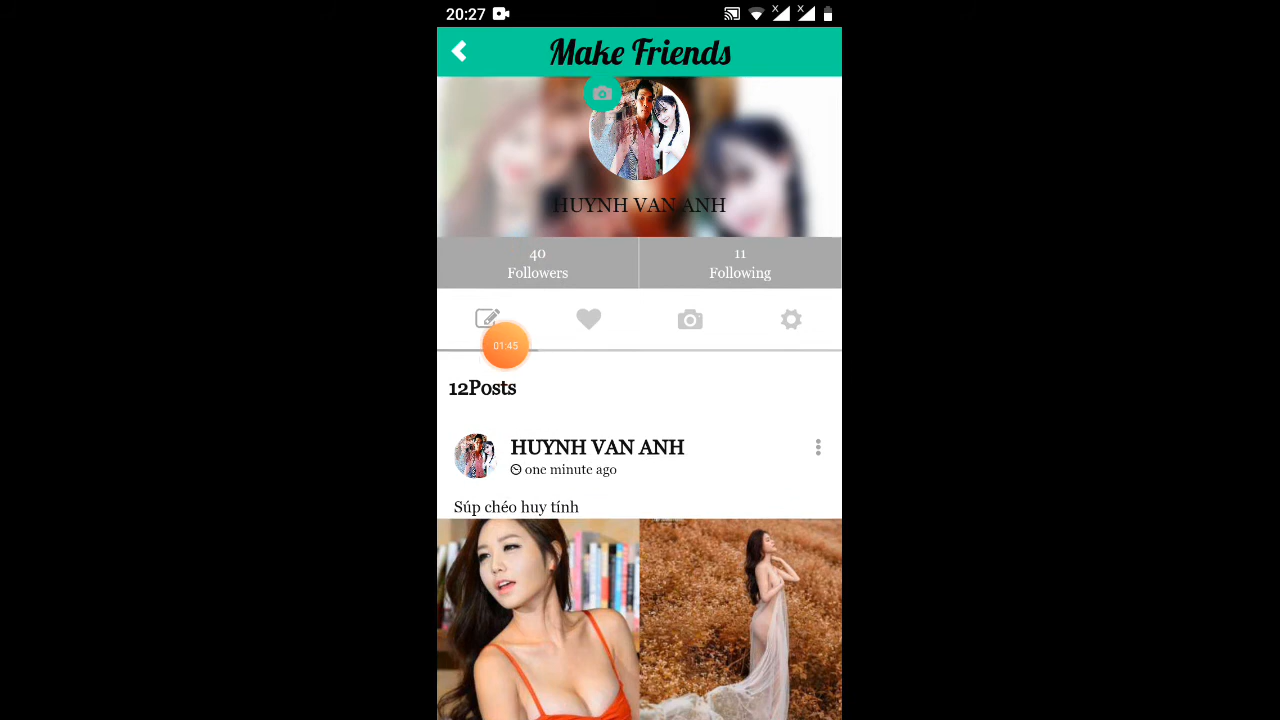 20:27
Make Friends
HUYNH VAN ANH
40
Followers
11
Following
01:45
12Posts
HUYNH VAN ANH
one minute ago
Súp chéo huy tính